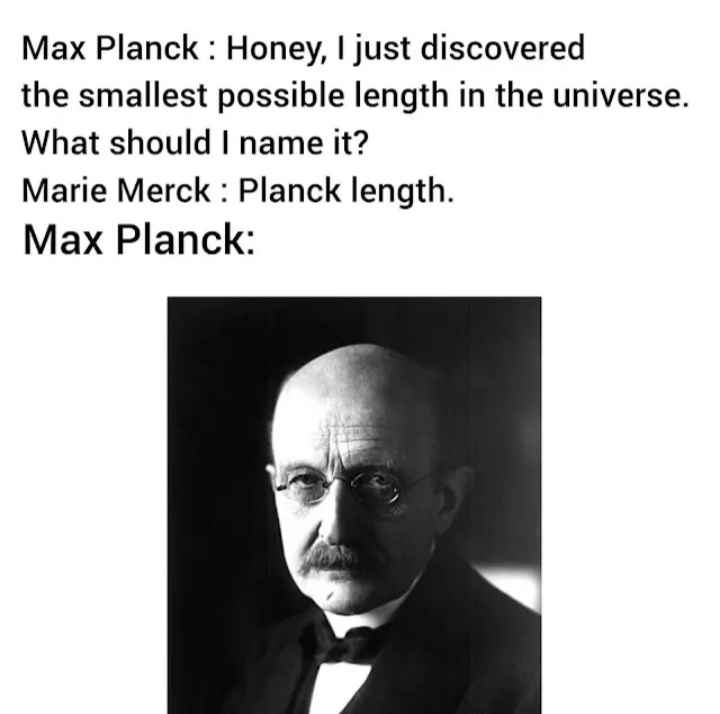 Max Planck : Honey, I just discovered
the smallest possible length in the universe.
What should I name it?
Marie Merck : Planck length.
Max Planck: